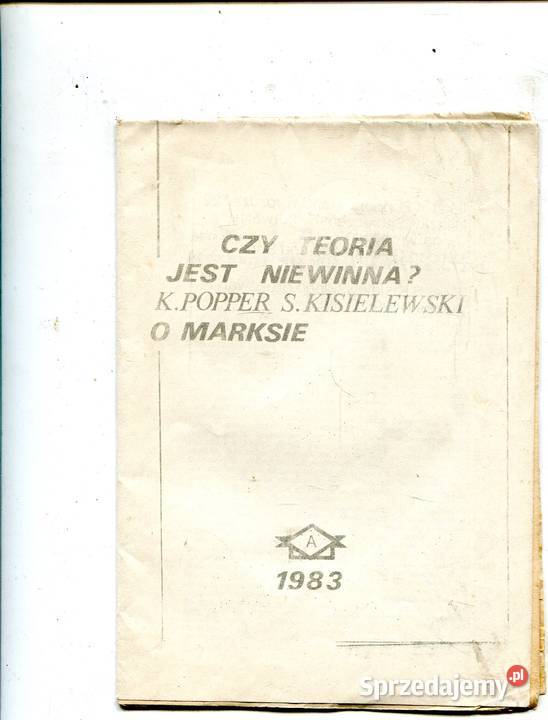 CZY TEORIA
JEST NIEWINNA?
K.POPPER S.KISIELEWSKI
O MARKSIE
A
1983
Sprzedajemy.pl